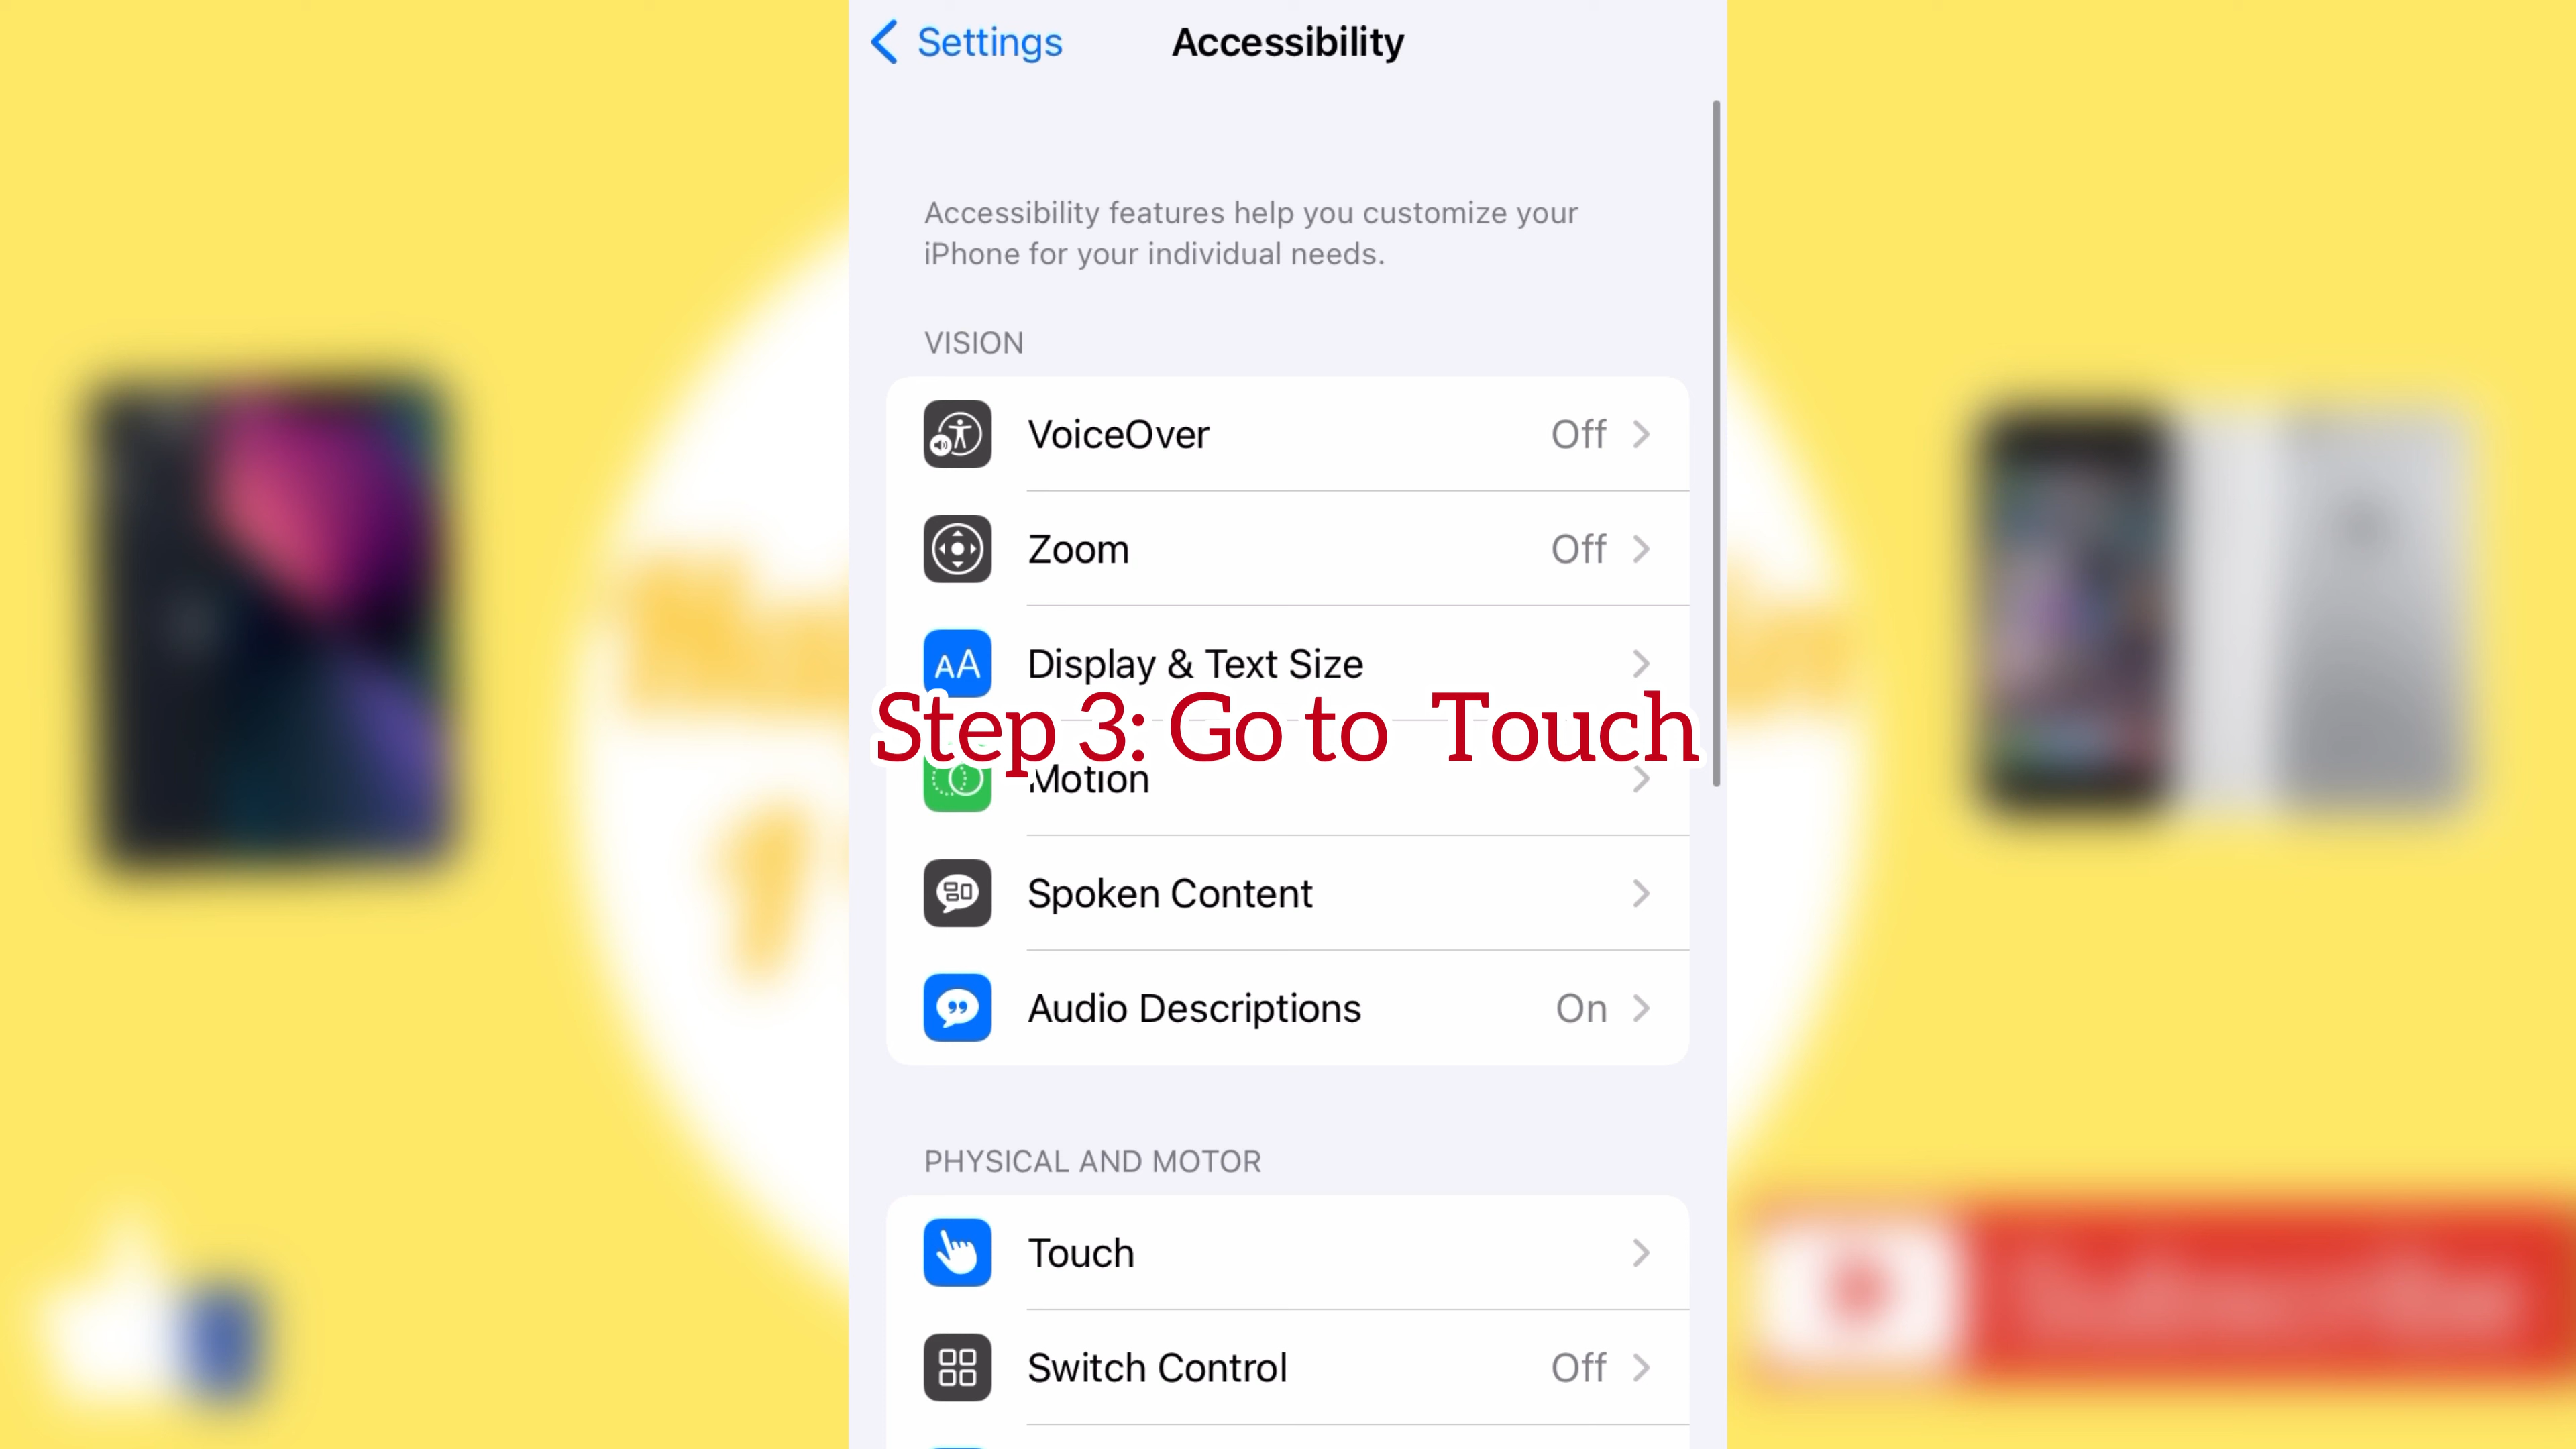 Settings
Accessibility
Accessibility features help you customize your
iPhone for your individual needs.
VISION
VoiceOver
Off
Zoom
Off
AA
Display & Text Size
Step 3: Go to  Touch
Motion
Spoken Content
Audio Descriptions
On
PHYSICAL AND MOTOR
Touch
Switch Control
Off